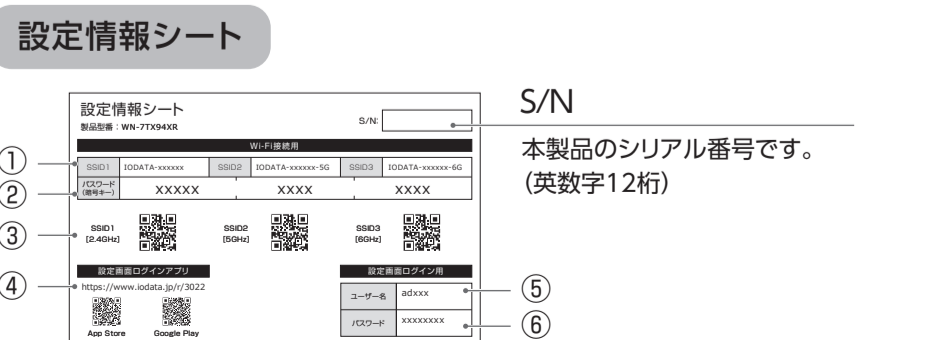 設定情報シート
設定情報シート
製品型番：WN-7TX94XR
S/N:
Wi-Fi接続用
① SSID1 IODATA-xxxxxx SSID2 IODATA-xxxxxx-5G SSID3 IODATA-xxxxxx-6G
② パスワード（暗号キー） XXXXX XXXX XXXX
③ SSID1 [2.4GHz] SSID2 [5GHz] SSID3 [6GHz]
設定画面ログインアプリ
④ https://www.iodata.jp/r/3022
App Store Google Play
設定画面ログイン用
ユーザー名 adxxx ⑤
パスワード xxxxxxxx ⑥
S/N
本製品のシリアル番号です。
（英数字12桁）